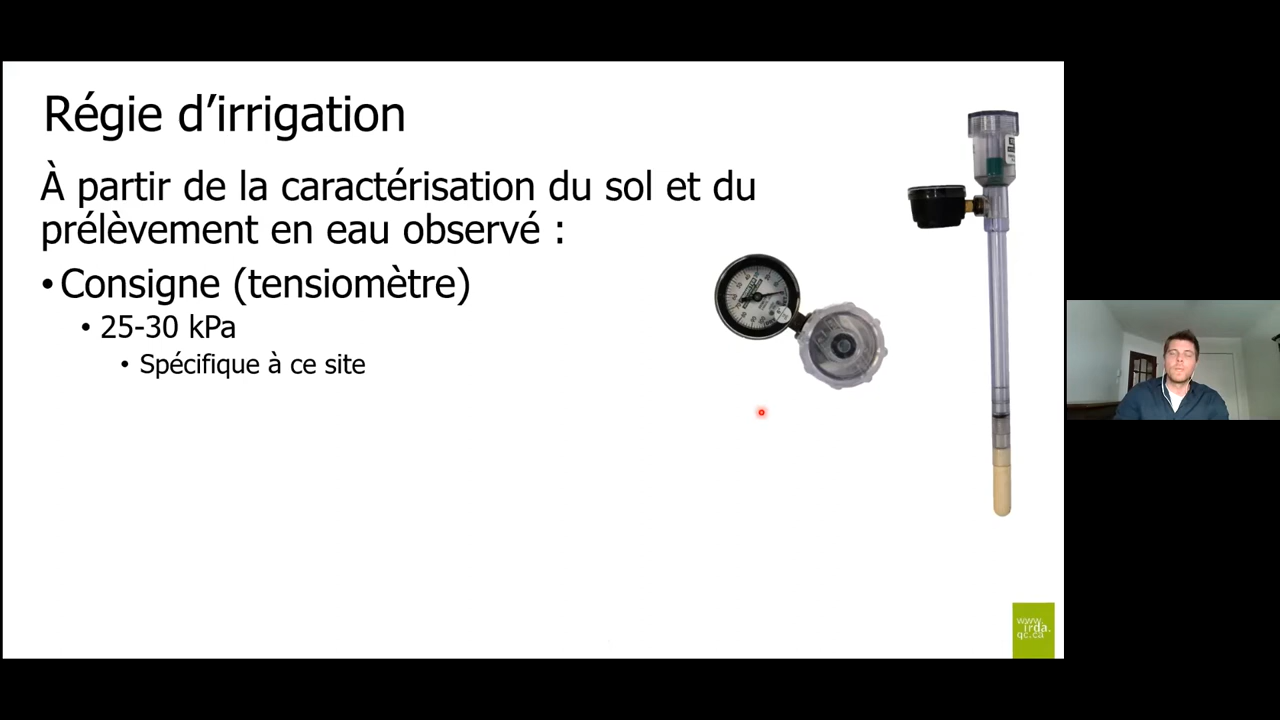 Régie d'irrigation
À partir de la caractérisation du sol et du
prélèvement en eau observé :
• Consigne (tensiomètre)
• 25-30 kPa
• Spécifique à ce site
www.
irda.
qc.ca